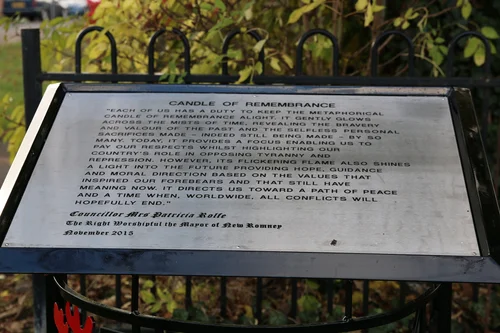 CANDLE OF REMEMBRANCE
"EACH OF US HAS A DUTY TO KEEP THE METAPHORICAL
CANDLE OF REMEMBRANCE ALIGHT. IT GENTLY GLOWS
ACROSS THE MISTS OF TIME, REVEALING THE BRAVERY
AND VALOUR OF THE PAST AND THE SELFLESS PERSONAL
SACRIFICES MADE - INDEED STILL BEING MADE - BY SO
MANY. TODAY, IT PROVIDES A FOCUS ENABLING US TO
PAY OUR RESPECTS WHILST HIGHLIGHTING OUR
COUNTRY'S ROLE IN OPPOSING TYRANNY AND
REPRESSION. HOWEVER, ITS FLICKERING FLAME ALSO SHINES
A LIGHT INTO THE FUTURE PROVIDING HOPE, GUIDANCE
AND MORAL DIRECTION BASED ON THE VALUES THAT
INSPIRED OUR FOREBEARS AND THAT STILL HAVE
MEANING NOW. IT DIRECTS US TOWARD A PATH OF PEACE
AND A TIME WHEN, WORLDWIDE, ALL CONFLICTS WILL
HOPEFULLY END."
Councillor Mrs Patricia Rolfe
The Right Worshipful the Mayor of New Romney
November 2015